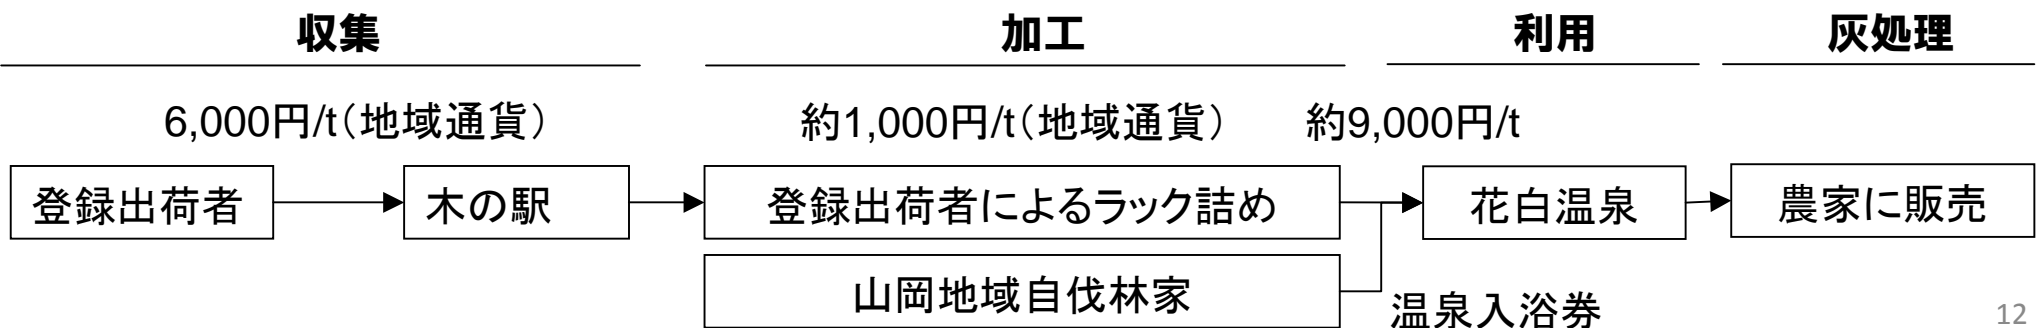 収集 加工 利用 灰処理
6,000円/t（地域通貨） 約1,000円/t（地域通貨） 約9,000円/t
登録出荷者 木の駅 登録出荷者によるラック詰め 花白温泉 農家に販売
山岡地域自伐林家
温泉入浴券
12